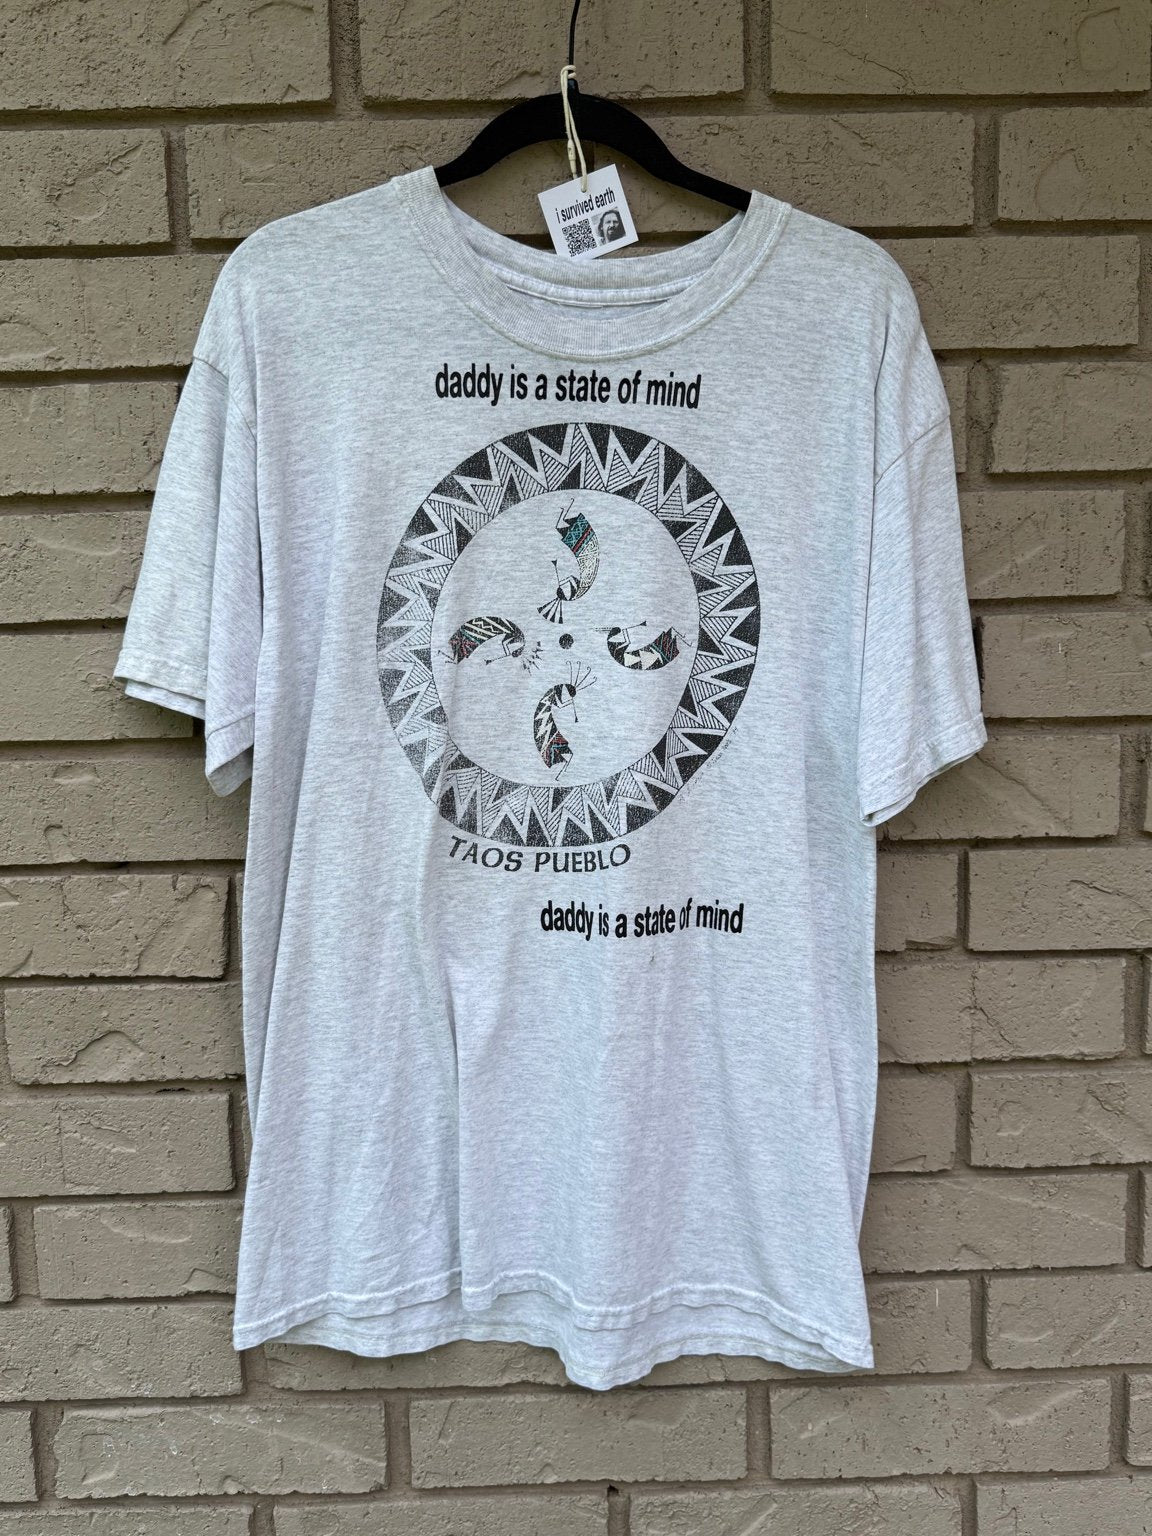 i survived earth
daddy is a state of mind
TAOS PUEBLO
daddy is a state of mind